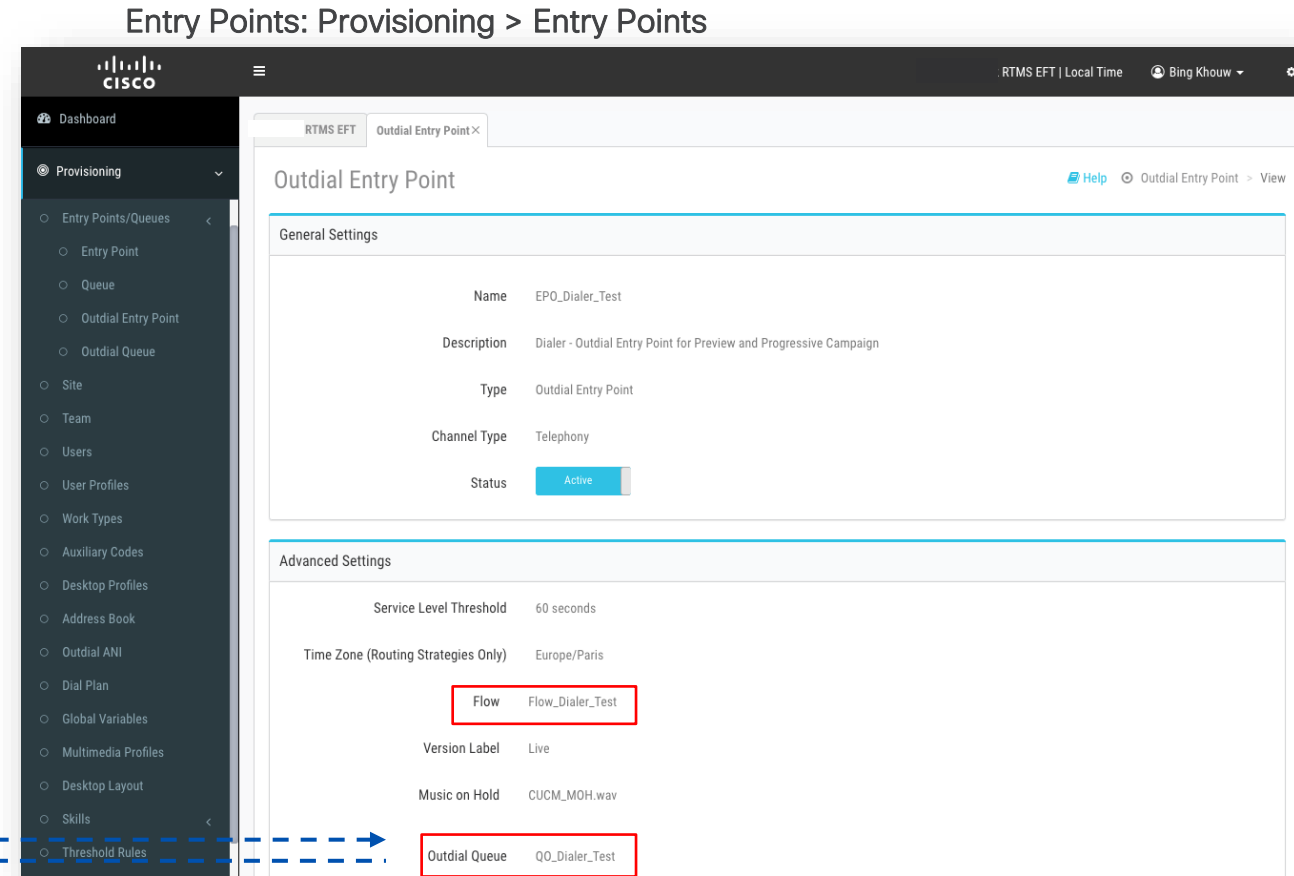 Entry Points: Provisioning > Entry Points
CISCO
RTMS EFT | Local Time
Bing Khouw
Dashboard
Provisioning
Entry Points/Queues
Entry Point
Queue
Outdial Entry Point
Outdial Queue
Site
Team
Users
User Profiles
Work Types
Auxiliary Codes
Desktop Profiles
Address Book
Outdial ANI
Dial Plan
Global Variables
Multimedia Profiles
Desktop Layout
Skills
Threshold Rules
RTMS EFT
Outdial Entry Point×
Outdial Entry Point
Help Outdial Entry Point > View
General Settings
Name EPO_Dialer_Test
Description Dialer - Outdial Entry Point for Preview and Progressive Campaign
Type Outdial Entry Point
Channel Type Telephony
Status Active
Advanced Settings
Service Level Threshold 60 seconds
Time Zone (Routing Strategies Only) Europe/Paris
Flow Flow_Dialer_Test
Version Label Live
Music on Hold CUCM_MOH.wav
Outdial Queue QO_Dialer_Test